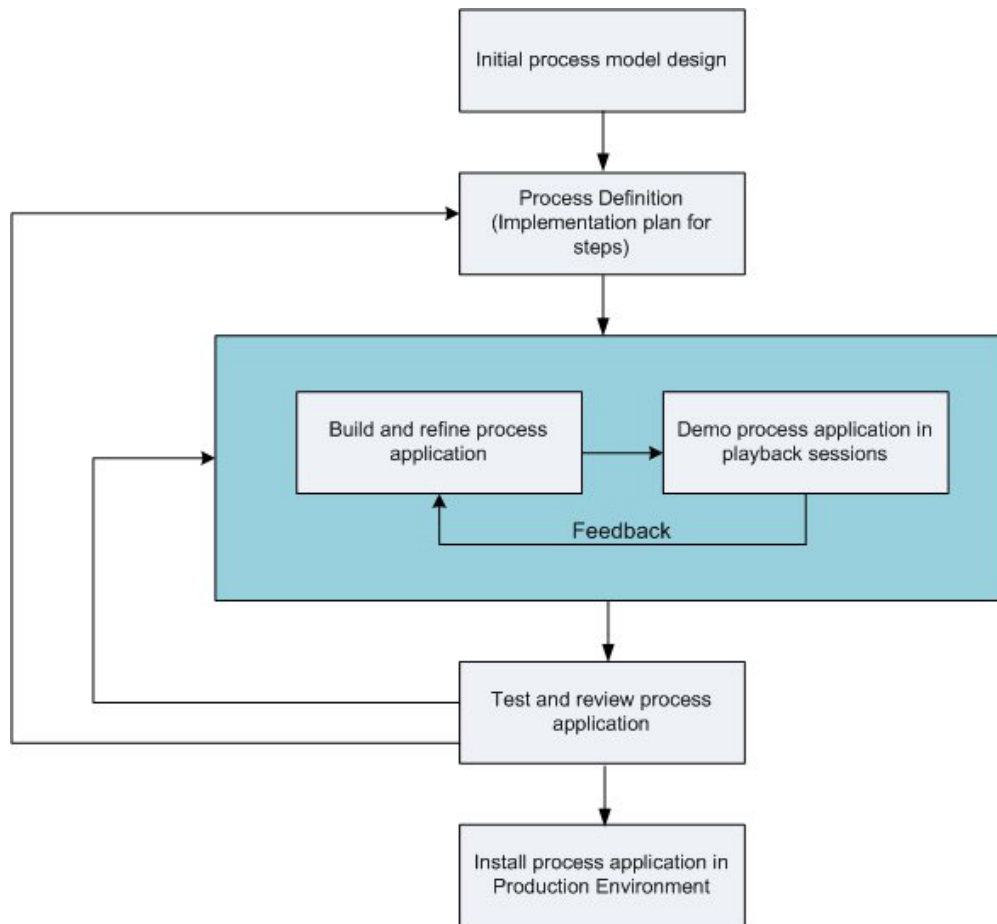 Initial process model design
Process Definition
(Implementation plan for
steps)
Build and refine process
application
Demo process application in
playback sessions
Feedback
Test and review process
application
Install process application in
Production Environment